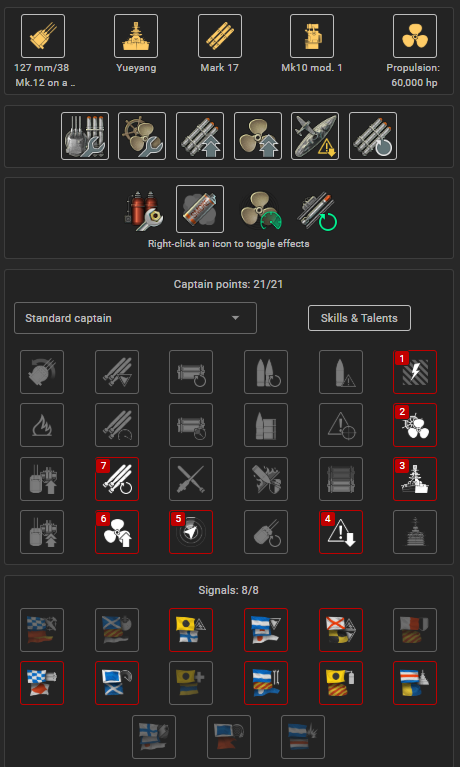 127 mm/38
Mk.12 on a ..
Yueyang
Mark 17
Mk10 mod. 1
Propulsion:
60,000 hp
Right-click an icon to toggle effects
Captain points: 21/21
Standard captain
Skills & Talents
1
2
7
3
6
5
4
Signals: 8/8